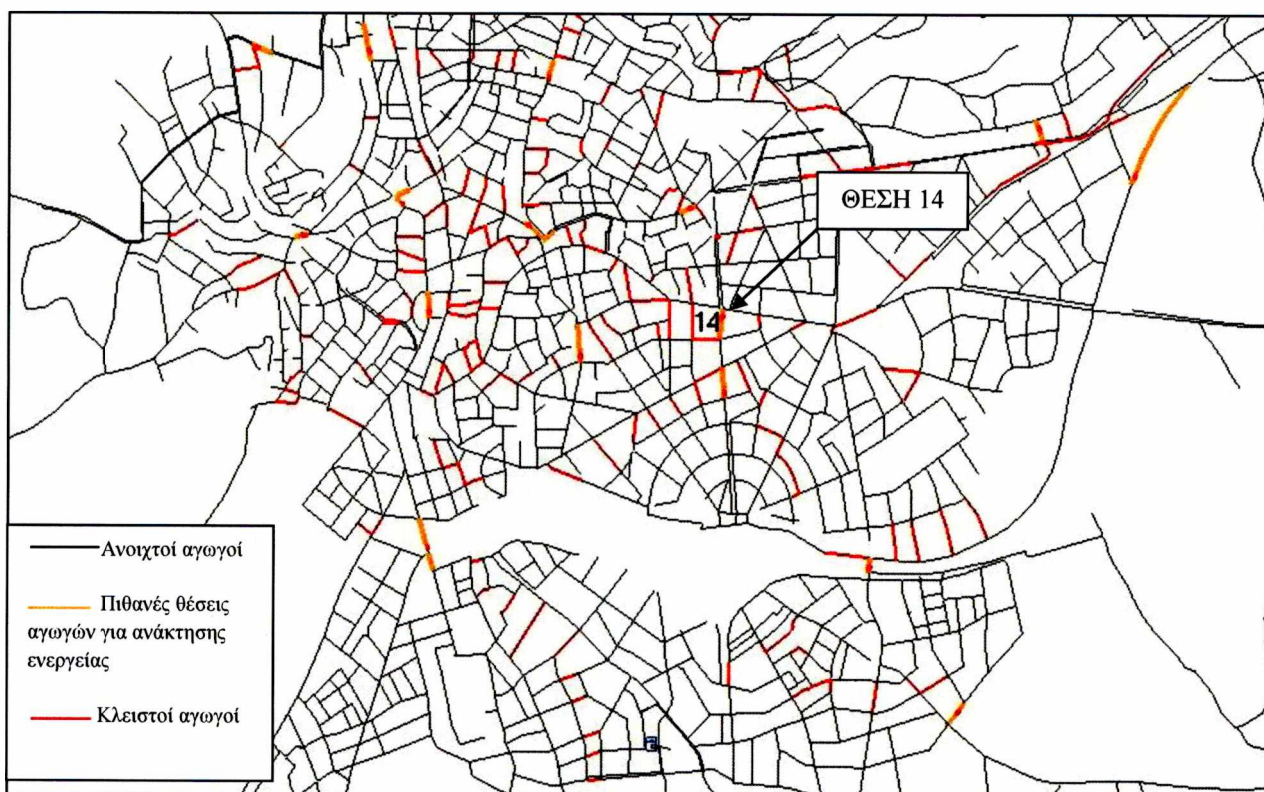 ΘΕΣΗ 14
14
Ανοιχτοί αγωγοί
Πιθανές θέσεις
αγωγών για ανάκτησης
ενεργείας
Κλειστοί αγωγοί